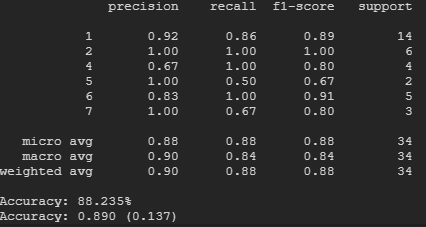 precision recall f1-score support
1 0.92 0.86 0.89 14
2 1.00 1.00 1.00 6
4 0.67 1.00 0.80 4
5 1.00 0.50 0.67 2
6 0.83 1.00 0.91 5
7 1.00 0.67 0.80 3
micro avg 0.88 0.88 0.88 34
macro avg 0.90 0.84 0.84 34
weighted avg 0.90 0.88 0.88 34
Accuracy: 88.235%
Accuracy: 0.890 (0.137)